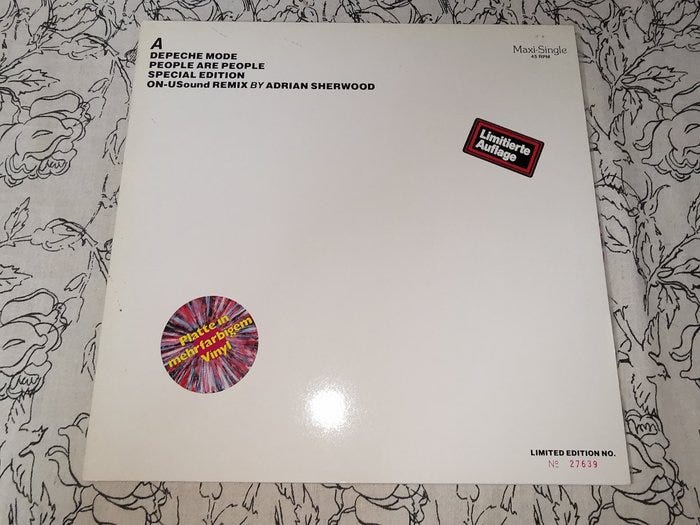 A
DEPECHE MODE
PEOPLE ARE PEOPLE
SPECIAL EDITION
ON-USound REMIX BY ADRIAN SHERWOOD
Maxi-Single
45 RPM
Limitierte
Auflage
Platte in
mehrfarbigem
Vinyl
LIMITED EDITION NO.
Nº 27639